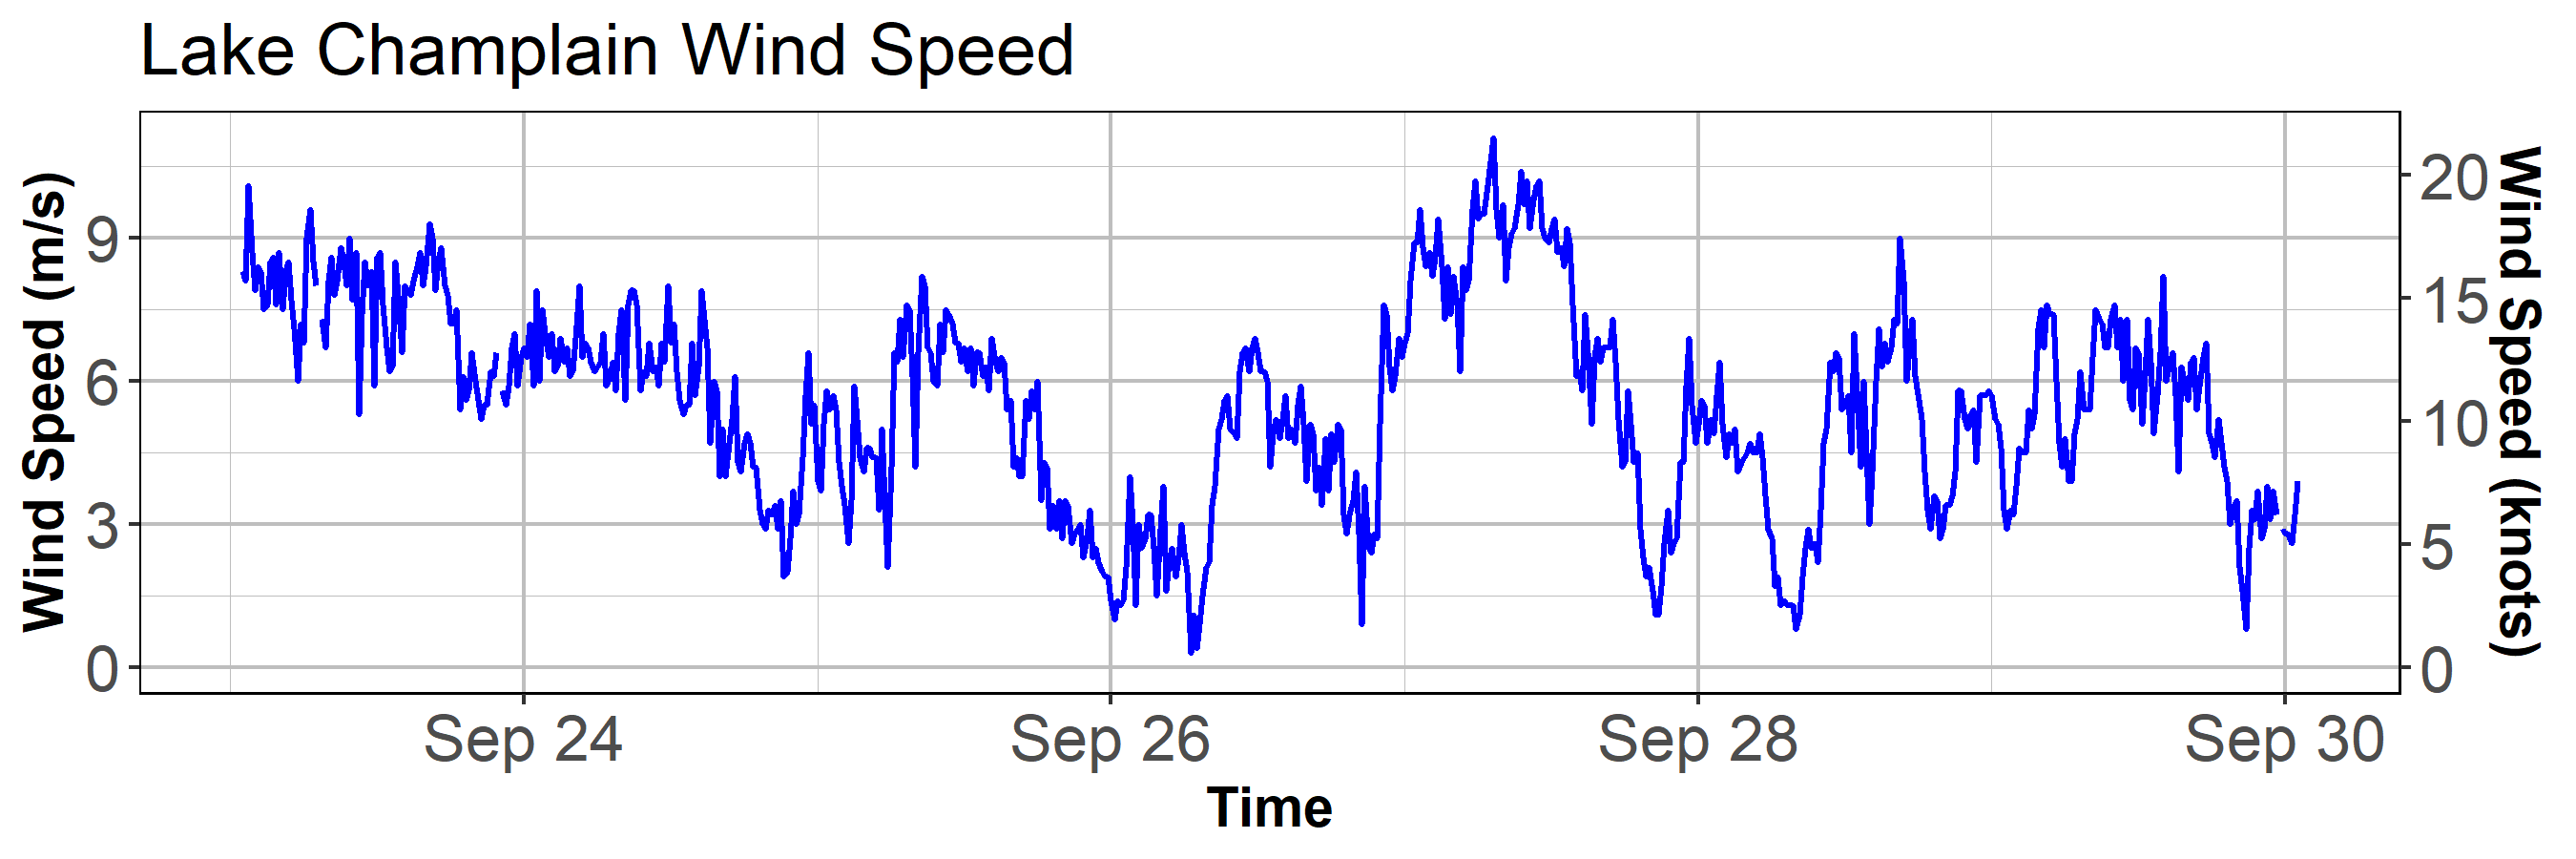 Lake Champlain Wind Speed
Wind Speed (m/s)
9
6
3
0
20
15
10
5
0
Wind Speed (knots)
Sep 24 Sep 26 Sep 28 Sep 30
Time